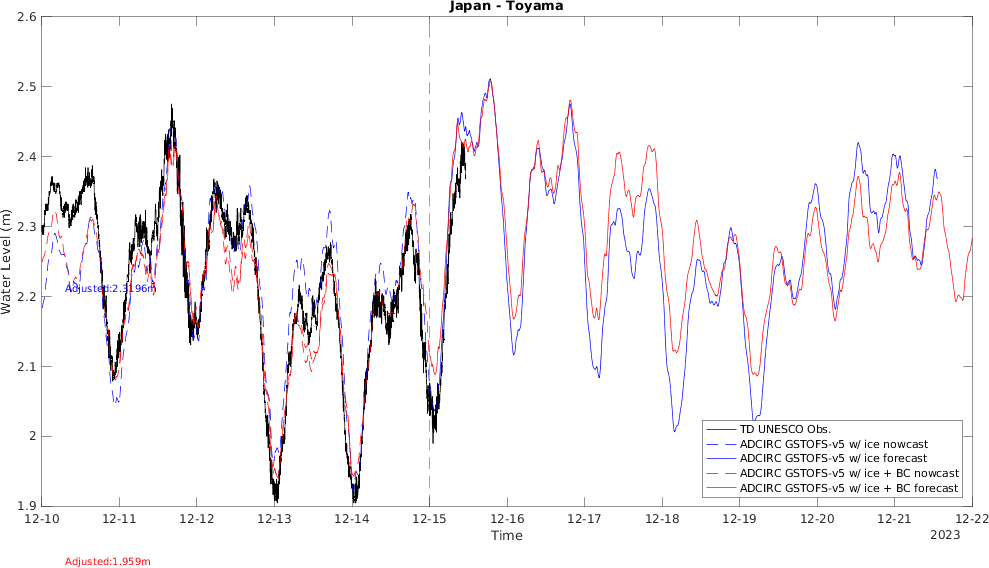 Japan - Toyama
2.6
2.5
2.4
2.3
2.2
2.1
2
1.9
Water Level (m)
Adjusted:2.3196m
TD UNESCO Obs.
ADCIRC GSTOFS-v5 w/ ice nowcast
ADCIRC GSTOFS-v5 w/ ice forecast
ADCIRC GSTOFS-v5 w/ ice + BC nowcast
ADCIRC GSTOFS-v5 w/ ice + BC forecast
12-10 12-11 12-12 12-13 12-14 12-15 12-16 12-17 12-18 12-19 12-20 12-21 12-22
Time
2023
Adjusted:1.959m